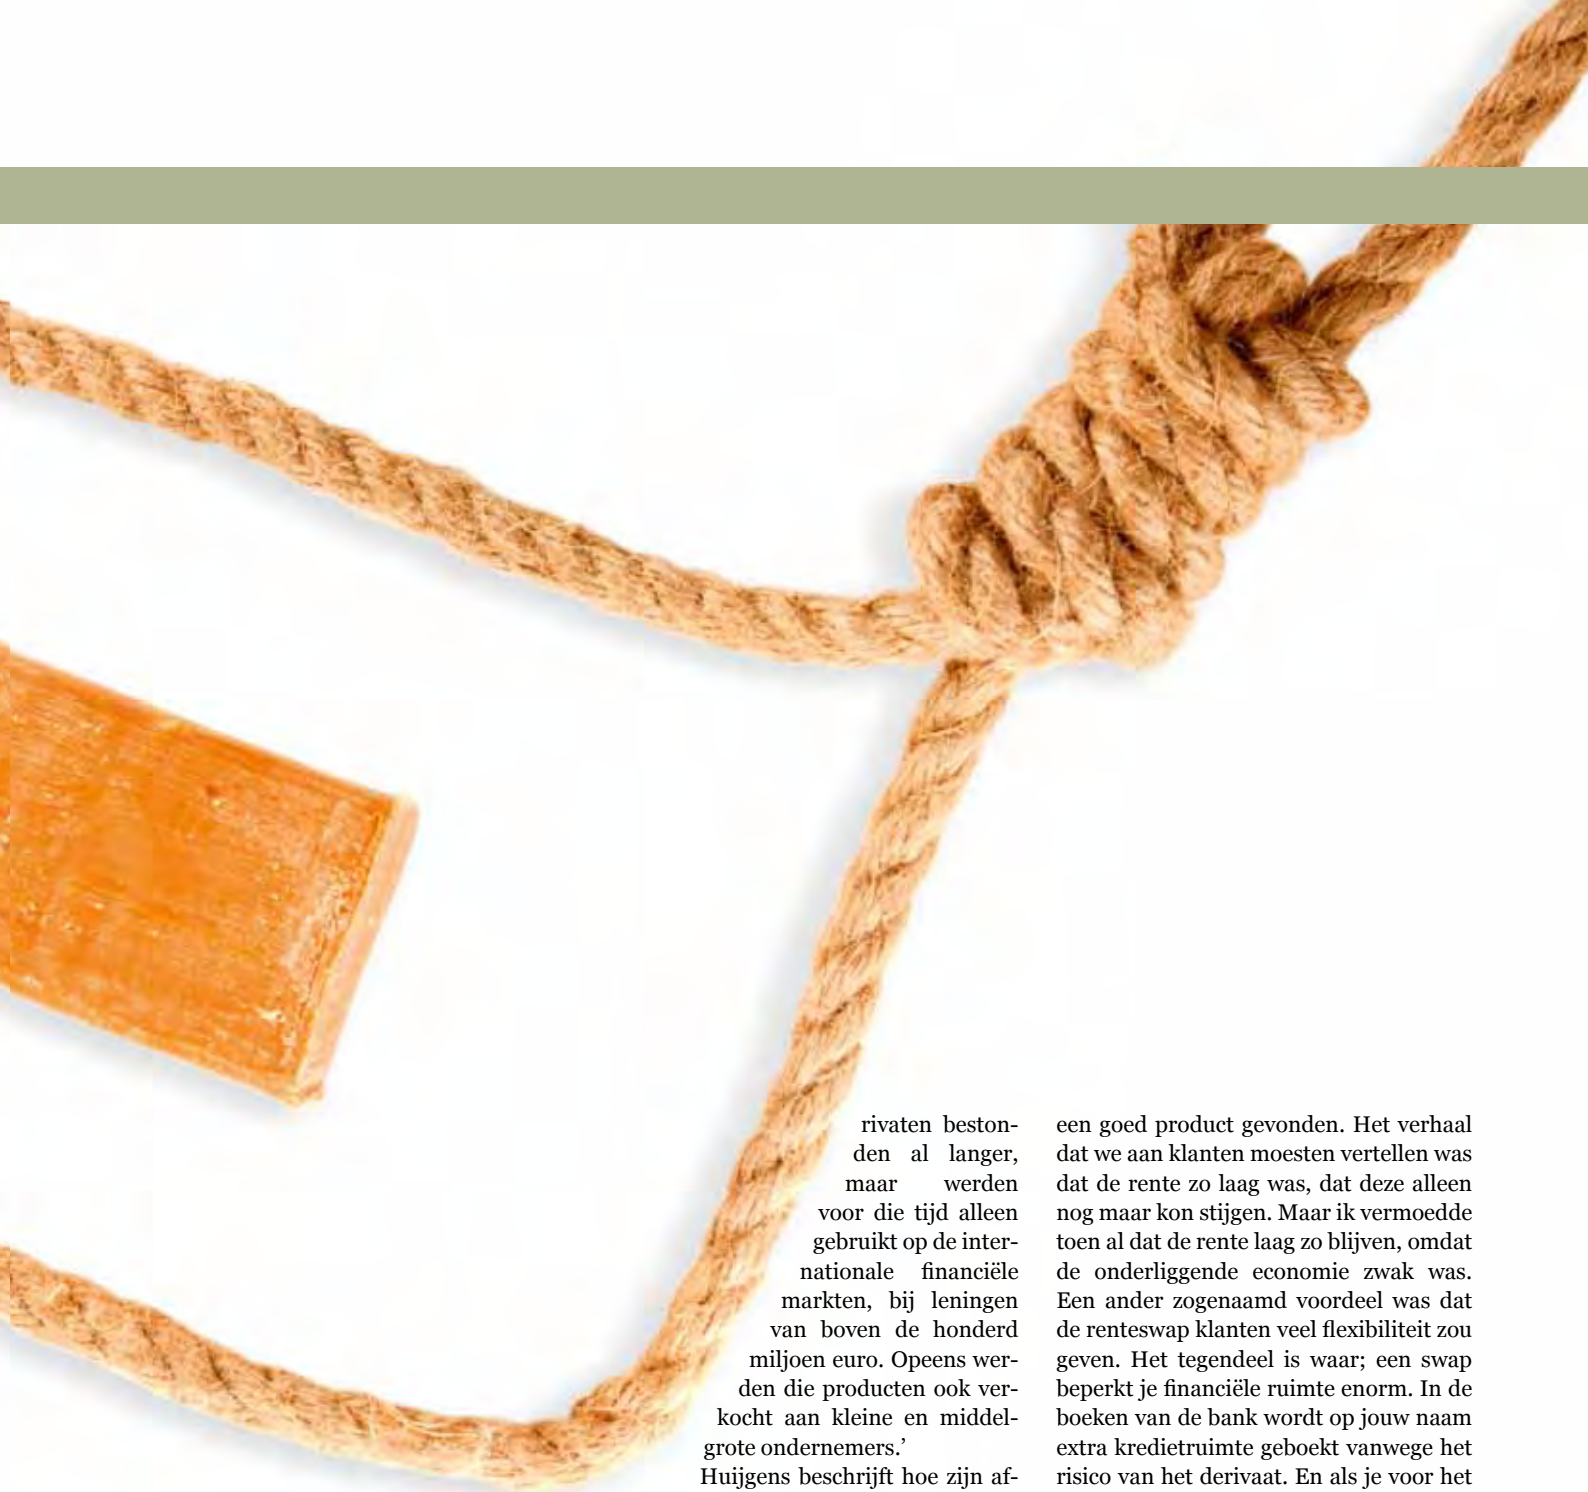 rivaten beston-
den al langer,
maar werden
voor die tijd alleen
gebruikt op de inter-
nationale financiële
markten, bij leningen
van boven de honderd
miljoen euro. Opeens wer-
den die producten ook ver-
kocht aan kleine en middel-
grote ondernemers.’
Huijgens beschrijft hoe zijn af-
een goed product gevonden. Het verhaal
dat we aan klanten moesten vertellen was
dat de rente zo laag was, dat deze alleen
nog maar kon stijgen. Maar ik vermoedde
toen al dat de rente laag zo blijven, omdat
de onderliggende economie zwak was.
Een ander zogenaamd voordeel was dat
de renteswap klanten veel flexibiliteit zou
geven. Het tegendeel is waar; een swap
beperkt je financiële ruimte enorm. In de
boeken van de bank wordt op jouw naam
extra kredietruimte geboekt vanwege het
risico van het derivaat. En als je voor het